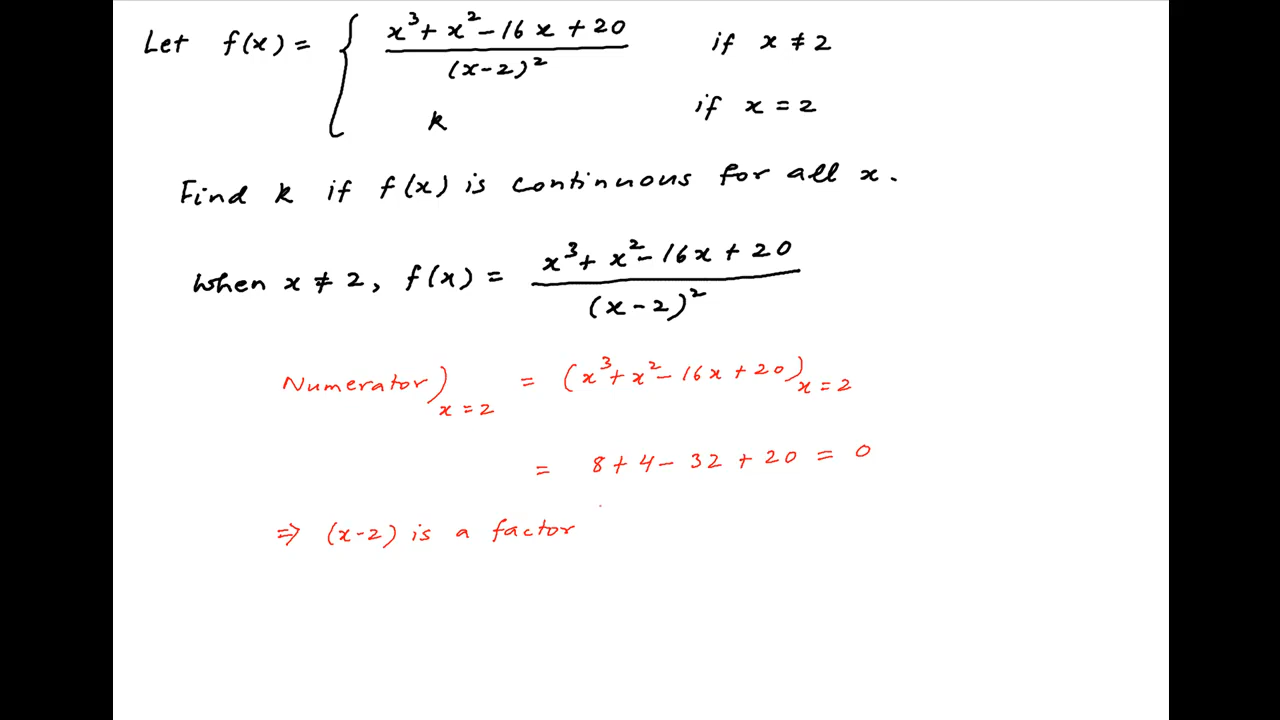 Let f(x) = { x³ + x² − 16x + 20 / (x−2)² if x ≠ 2
k if x = 2
Find k if f(x) is continuous for all x.
When x ≠ 2, f(x) = x³ + x² − 16x + 20 / (x−2)²
Numerator)ₓ₌₂ = (x³ + x² − 16x + 20)ₓ₌₂
= 8 + 4 − 32 + 20 = 0
⇒ (x−2) is a factor